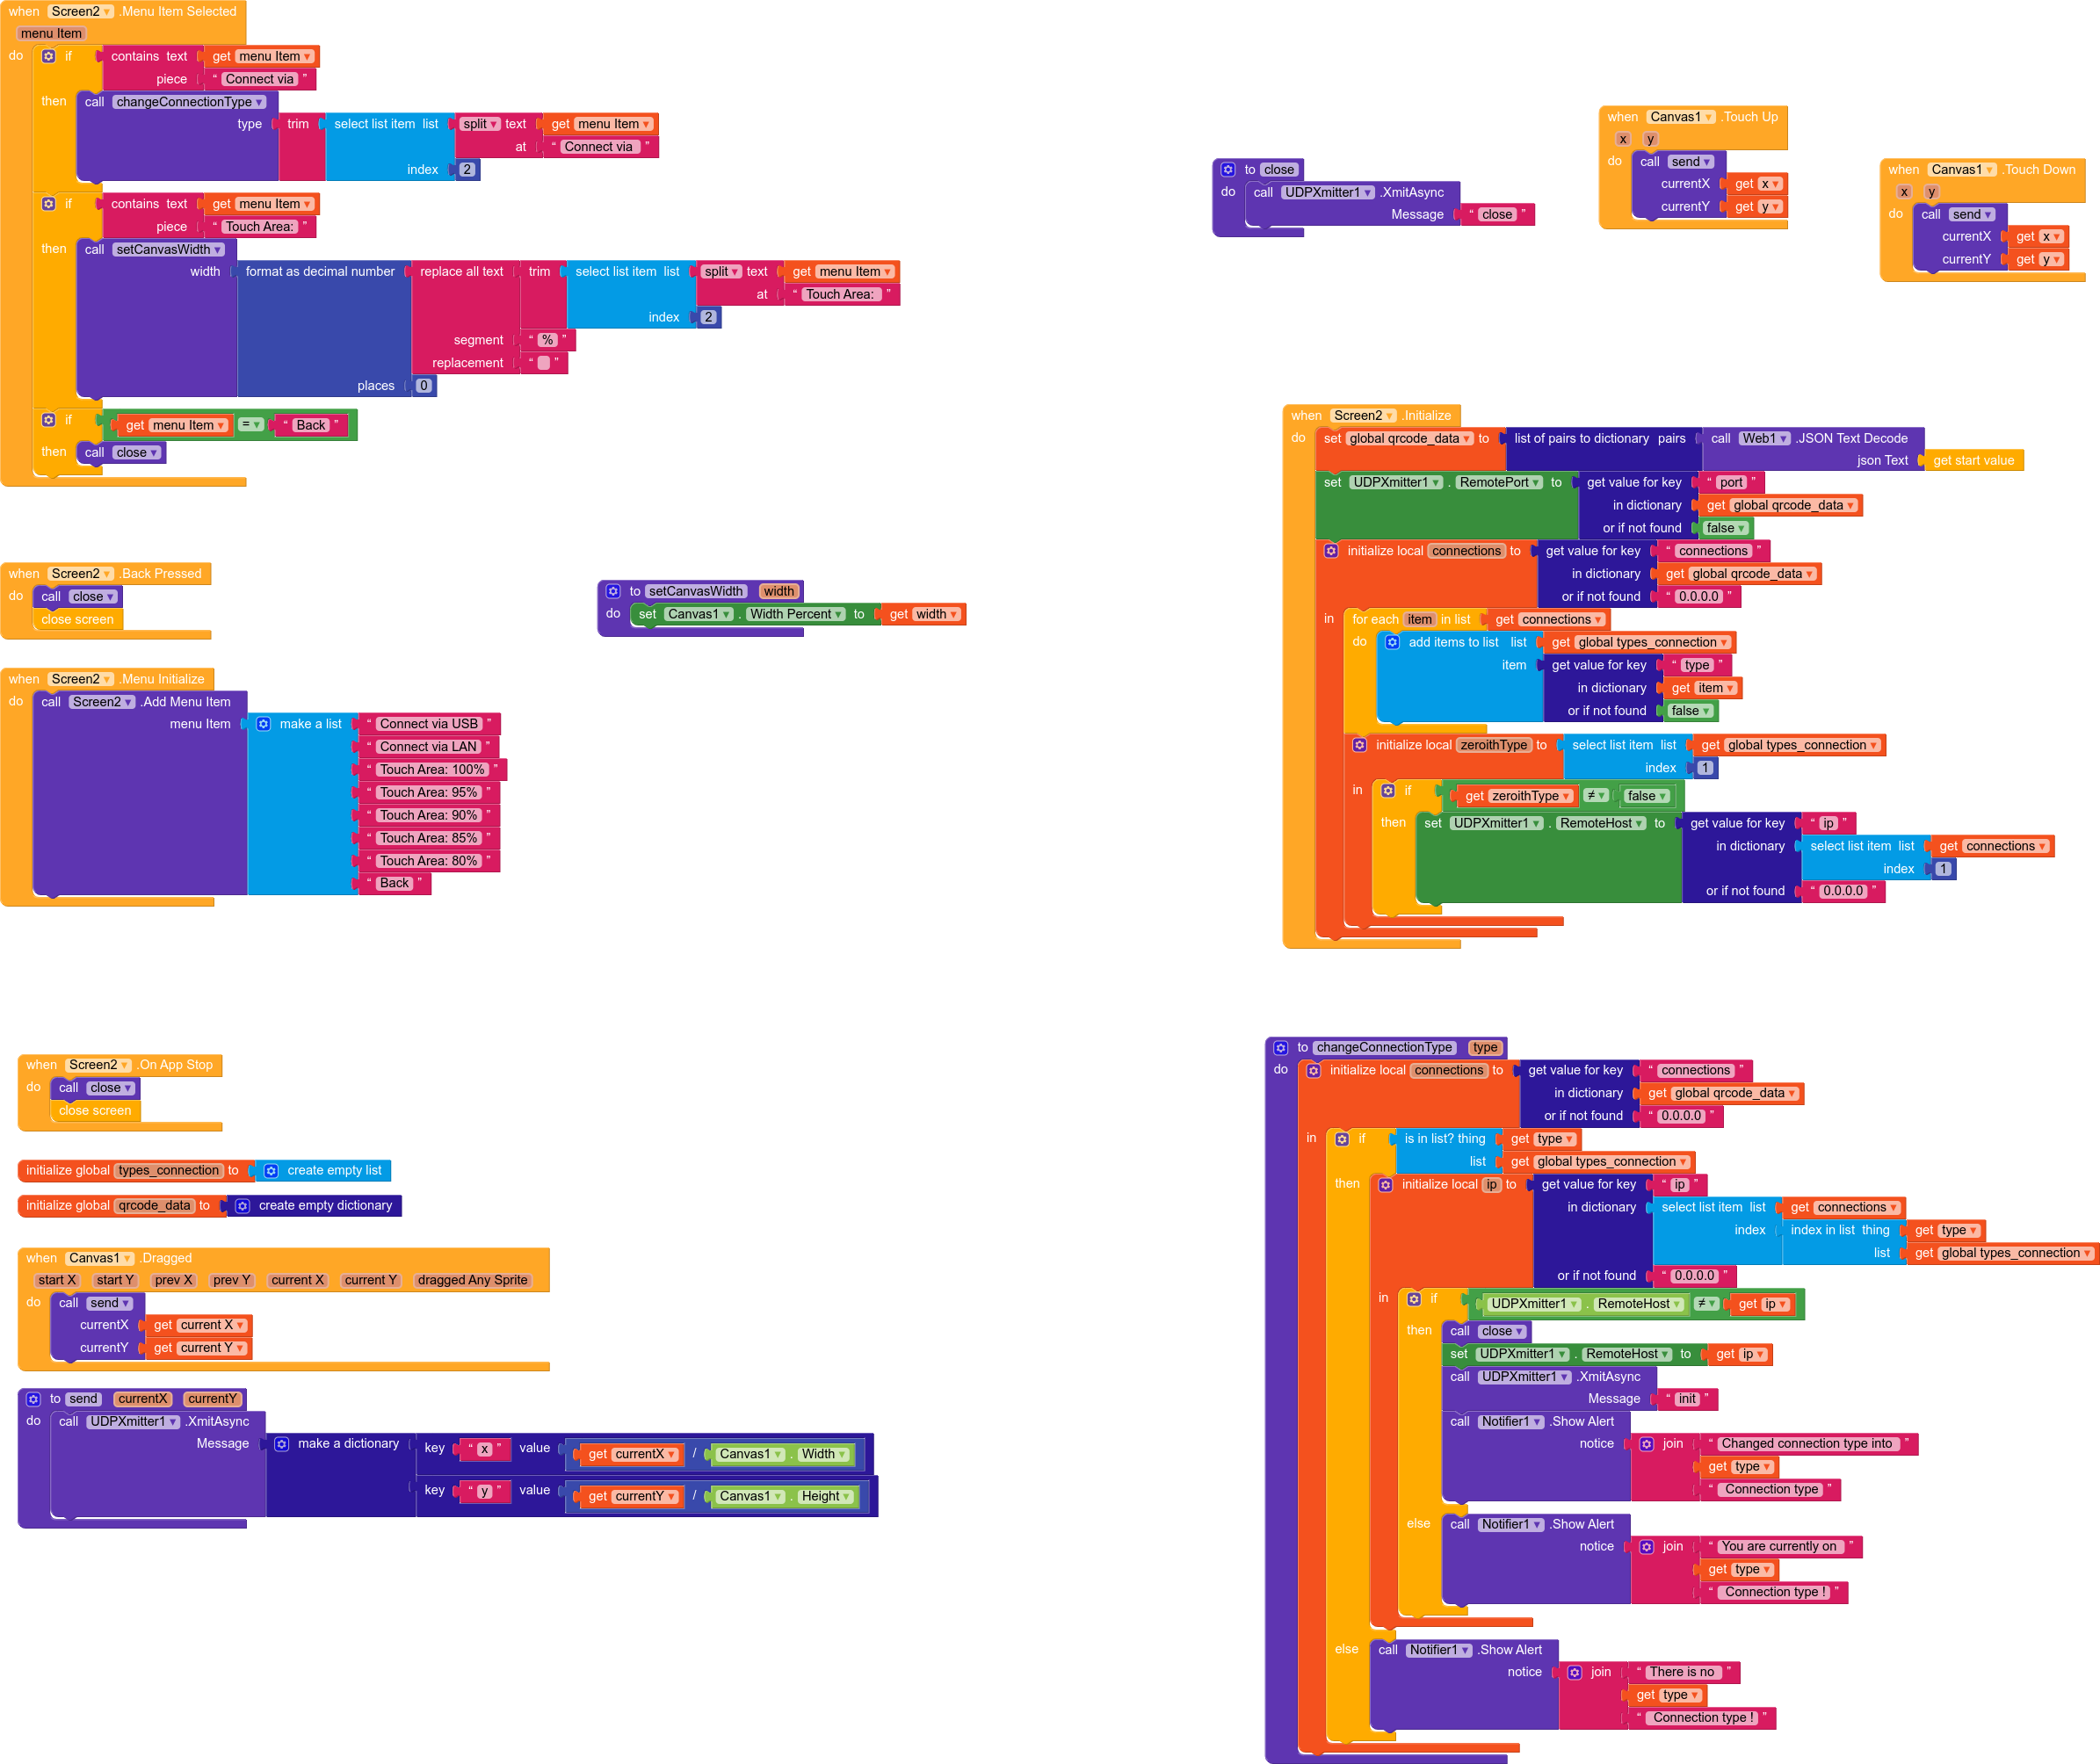 when Screen2 .Menu Item Selected
menu Item
do if contains text get menu Item
piece “ Connect via ”
then call changeConnectionType
type trim select list item list split text get menu Item
at “ Connect via ”
index 2
if contains text get menu Item
piece “ Touch Area: ”
then call setCanvasWidth
width format as decimal number replace all text trim select list item list split text get menu Item
at “ Touch Area: ”
index 2
segment “ % ”
replacement “ ”
places 0
if get menu Item = “ Back ”
then call close
when Screen2 .Back Pressed
do call close
close screen
to setCanvasWidth width
do set Canvas1 . Width Percent to get width
when Screen2 .Menu Initialize
do call Screen2 .Add Menu Item
menu Item make a list “ Connect via USB ”
“ Connect via LAN ”
“ Touch Area: 100% ”
“ Touch Area: 95% ”
“ Touch Area: 90% ”
“ Touch Area: 85% ”
“ Touch Area: 80% ”
“ Back ”
to close
do call UDPXmitter1 .XmitAsync
Message “ close ”
when Canvas1 .Touch Up
x y
do call send
currentX get x
currentY get y
when Canvas1 .Touch Down
x y
do call send
currentX get x
currentY get y
when Screen2 .Initialize
do set global qrcode_data to list of pairs to dictionary pairs call Web1 .JSON Text Decode
json Text get start value
set UDPXmitter1 . RemotePort to get value for key “ port ”
in dictionary get global qrcode_data
or if not found false
initialize local connections to get value for key “ connections ”
in dictionary get global qrcode_data
or if not found “ 0.0.0.0 ”
in for each item in list get connections
do add items to list list get global types_connection
item get value for key “ type ”
in dictionary get item
or if not found false
initialize local zeroithType to select list item list get global types_connection
index 1
in if get zeroithType ≠ false
then set UDPXmitter1 . RemoteHost to get value for key “ ip ”
in dictionary select list item list get connections
index 1
or if not found “ 0.0.0.0 ”
when Screen2 .On App Stop
do call close
close screen
initialize global types_connection to create empty list
initialize global qrcode_data to create empty dictionary
when Canvas1 .Dragged
start X start Y prev X prev Y current X current Y dragged Any Sprite
do call send
currentX get current X
currentY get current Y
to send currentX currentY
do call UDPXmitter1 .XmitAsync
Message make a dictionary key “ x ” value get currentX / Canvas1 . Width
key “ y ” value get currentY / Canvas1 . Height
to changeConnectionType type
do initialize local connections to get value for key “ connections ”
in dictionary get global qrcode_data
or if not found “ 0.0.0.0 ”
in if is in list? thing get type
list get global types_connection
then initialize local ip to get value for key “ ip ”
in dictionary select list item list get connections
index index in list thing get type
list get global types_connection
or if not found “ 0.0.0.0 ”
in if UDPXmitter1 . RemoteHost ≠ get ip
then call close
set UDPXmitter1 . RemoteHost to get ip
call UDPXmitter1 .XmitAsync
Message “ init ”
call Notifier1 .Show Alert
notice join “ Changed connection type into ”
get type
“ Connection type ”
else call Notifier1 .Show Alert
notice join “ You are currently on ”
get type
“ Connection type ! ”
else call Notifier1 .Show Alert
notice join “ There is no ”
get type
“ Connection type ! ”